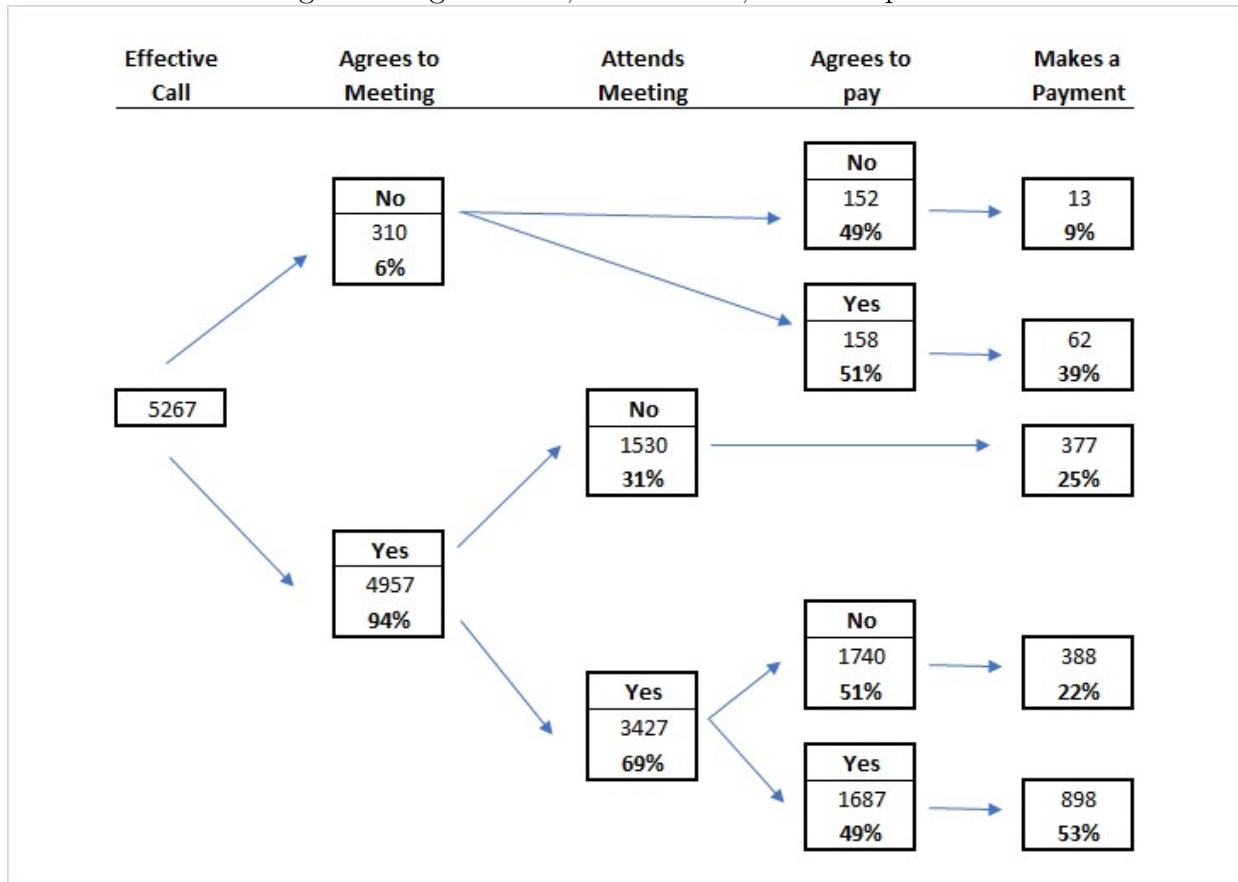 Effective Call
Agrees to Meeting
Attends Meeting
Agrees to pay
Makes a Payment
No
152
49%
13
9%
No
310
6%
Yes
158
51%
62
39%
5267
No
1530
31%
377
25%
Yes
4957
94%
No
1740
51%
388
22%
Yes
3427
69%
Yes
1687
49%
898
53%